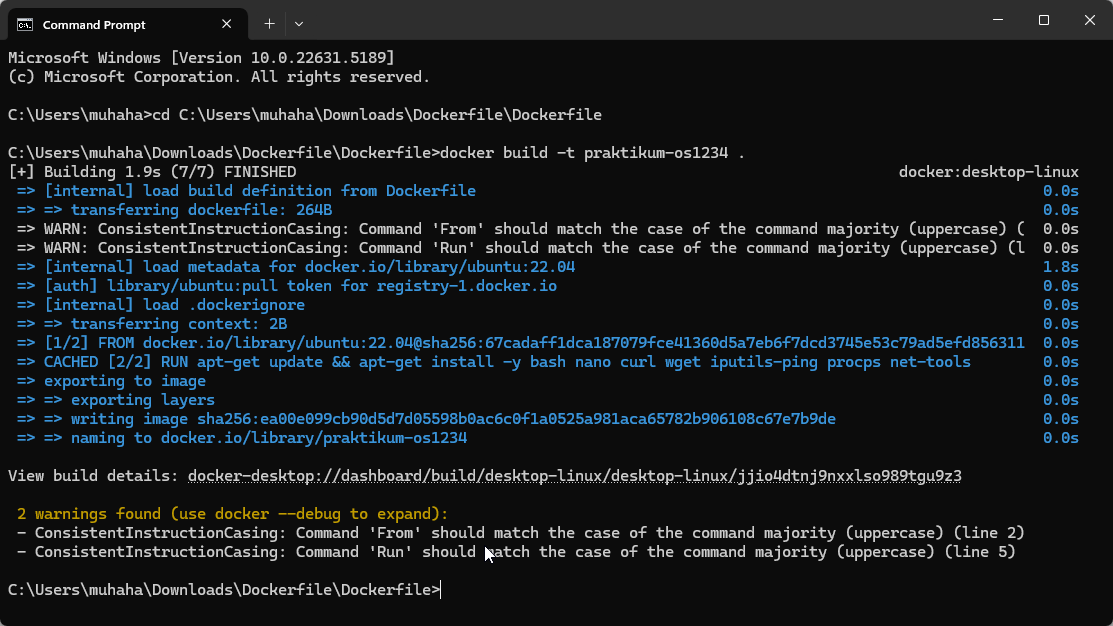 Command Prompt
Microsoft Windows [Version 10.0.22631.5189]
(c) Microsoft Corporation. All rights reserved.
C:\Users\muhaha>cd C:\Users\muhaha\Downloads\Dockerfile\Dockerfile
C:\Users\muhaha\Downloads\Dockerfile\Dockerfile>docker build -t praktikum-os1234 .
[+] Building 1.9s (7/7) FINISHED docker:desktop-linux
=> [internal] load build definition from Dockerfile 0.0s
=> => transferring dockerfile: 264B 0.0s
=> WARN: ConsistentInstructionCasing: Command 'From' should match the case of the command majority (uppercase) ( 0.0s
=> WARN: ConsistentInstructionCasing: Command 'Run' should match the case of the command majority (uppercase) (l 0.0s
=> [internal] load metadata for docker.io/library/ubuntu:22.04 1.8s
=> [auth] library/ubuntu:pull token for registry-1.docker.io 0.0s
=> [internal] load .dockerignore 0.0s
=> => transferring context: 2B 0.0s
=> [1/2] FROM docker.io/library/ubuntu:22.04@sha256:67cadaff1dca187079fce41360d5a7eb6f7dcd3745e53c79ad5efd856311 0.0s
=> CACHED [2/2] RUN apt-get update && apt-get install -y bash nano curl wget iputils-ping procps net-tools 0.0s
=> exporting to image 0.0s
=> => exporting layers 0.0s
=> => writing image sha256:ea00e099cb90d5d7d05598b0ac6c0f1a0525a981aca65782b906108c67e7b9de 0.0s
=> => naming to docker.io/library/praktikum-os1234 0.0s
View build details: docker-desktop://dashboard/build/desktop-linux/desktop-linux/jjio4dtnj9nxxlso989tgu9z3
2 warnings found (use docker --debug to expand):
- ConsistentInstructionCasing: Command 'From' should match the case of the command majority (uppercase) (line 2)
- ConsistentInstructionCasing: Command 'Run' should match the case of the command majority (uppercase) (line 5)
C:\Users\muhaha\Downloads\Dockerfile\Dockerfile>